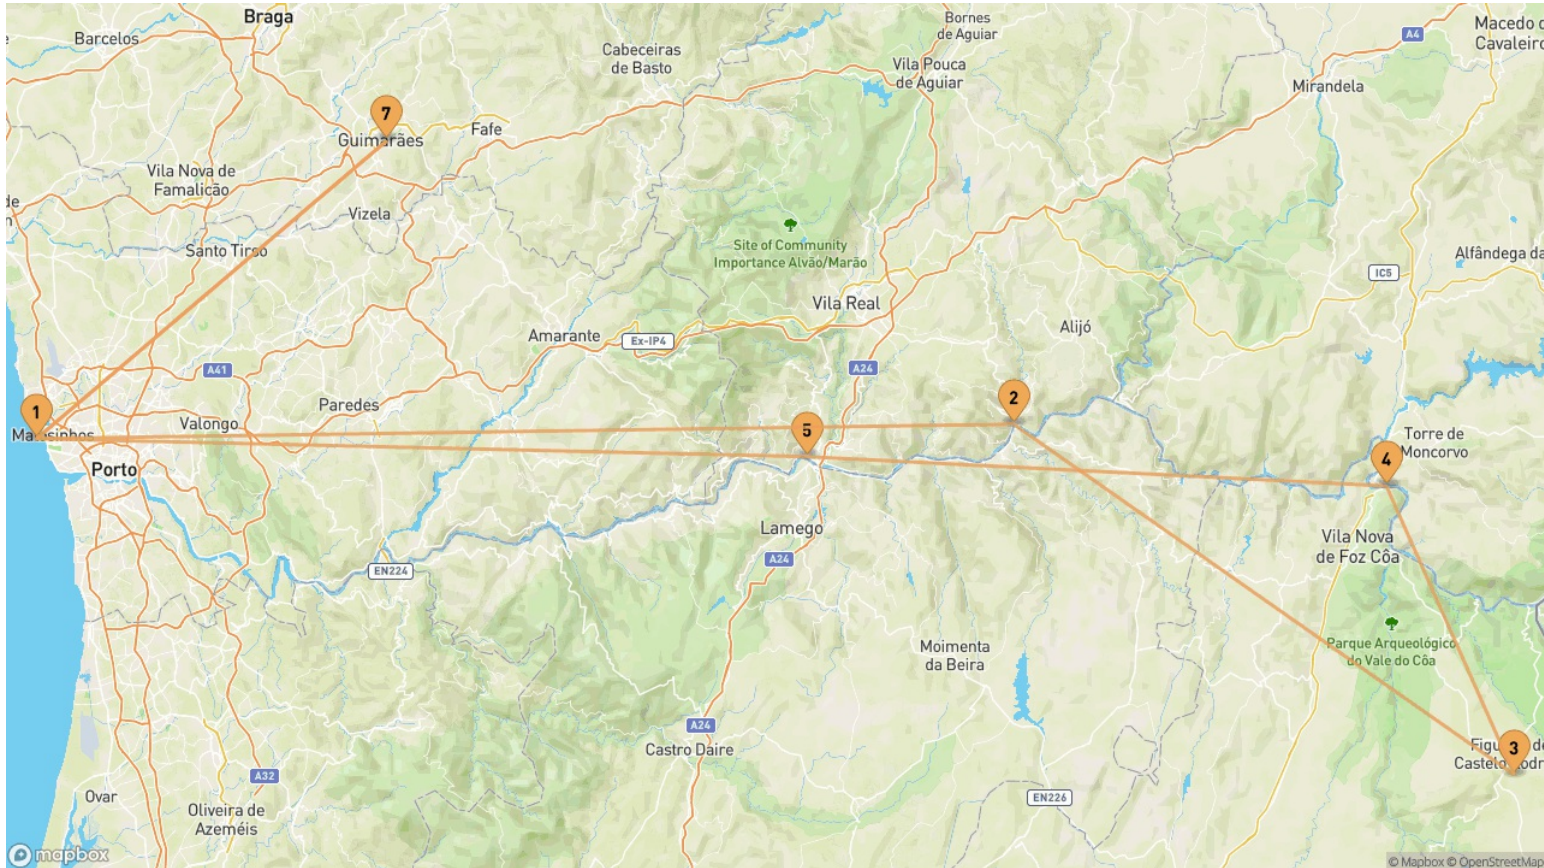 Braga
Barcelos
Bornes
de Aguiar
Macedo d
Cavaleiro
A4
Cabeceiras
de Basto
Vila Pouca
de Aguiar
Mirandela
7
Guimarães
Fafe
Vila Nova de
Famalicão
de
Vizela
Santo Tirso
Site of Community
Importance Alvão/Marão
Alfândega da
IC5
Vila Real
Alijó
Amarante
Ex-IP4
A41
A24
Paredes
Valongo
1
2
5
4
Torre de
Moncorvo
Porto
Lamego
Vila Nova
de Foz Côa
A24
EN224
Parque Arqueológico
do Vale do Côa
Moimenta
da Beira
A24
Castro Daire
3
A32
EN226
Ovar
Oliveira de
Azeméis
mapbox
© Mapbox © OpenStreetMap